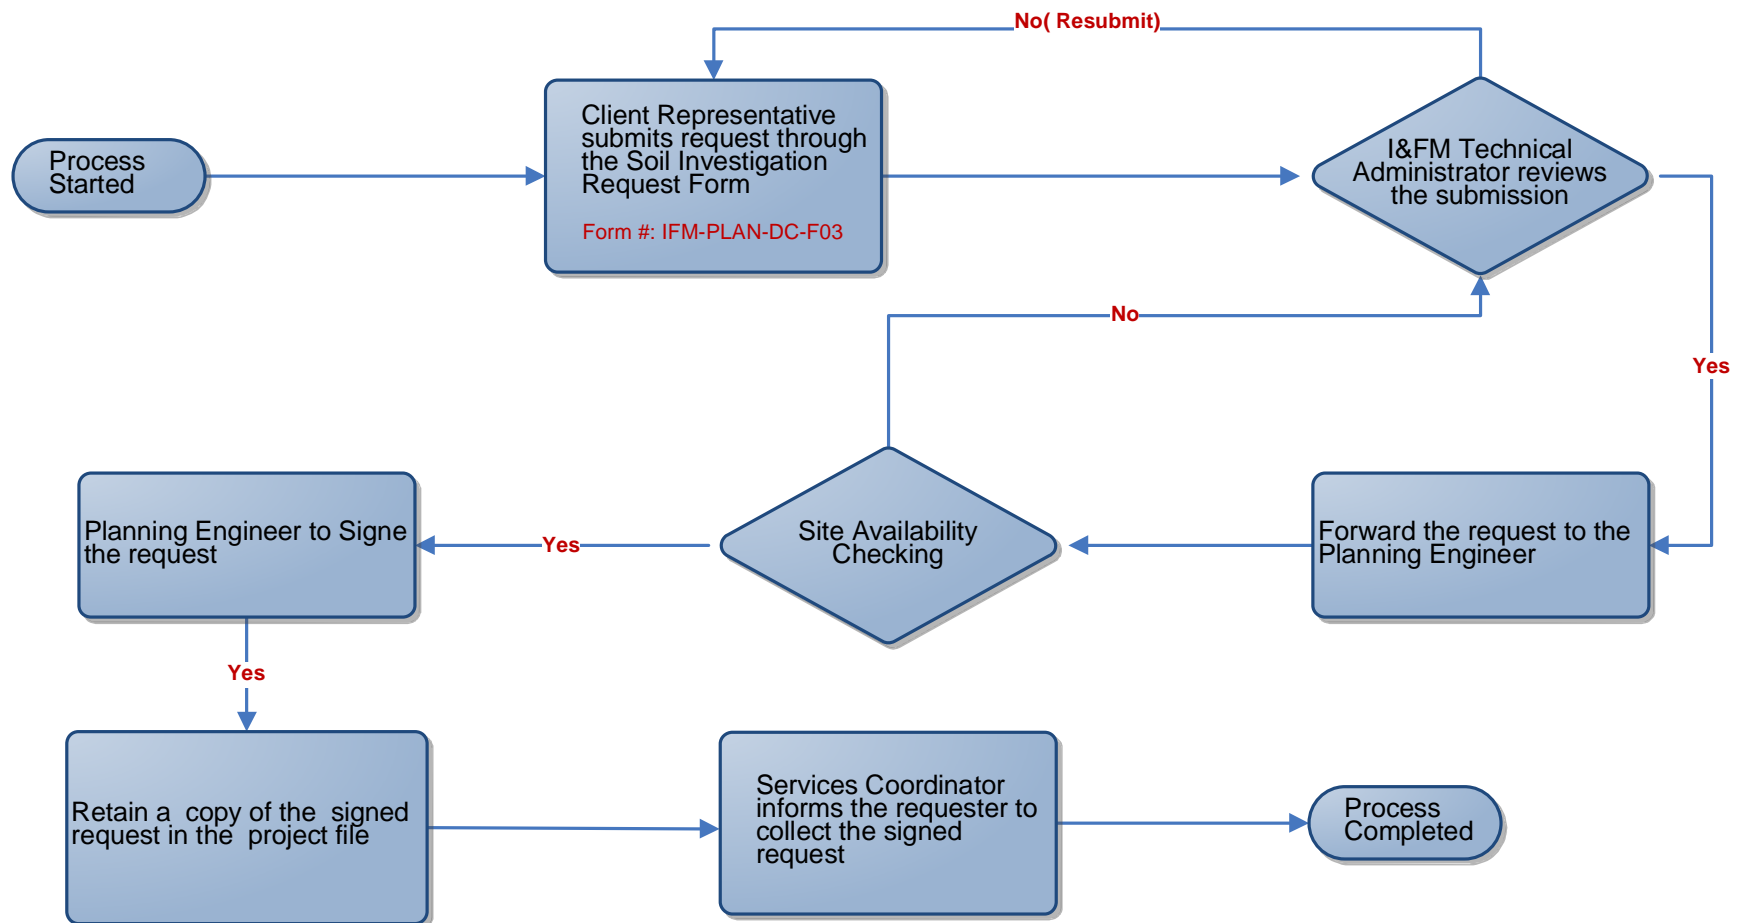 No( Resubmit)
Process
Started
Client Representative
submits request through
the Soil Investigation
Request Form
Form #: IFM-PLAN-DC-F03
I&FM Technical
Administrator reviews
the submission
No
Yes
Planning Engineer to Signe
the request
Yes
Site Availability
Checking
Forward the request to the
Planning Engineer
Yes
Retain a  copy of the  signed
request in the  project file
Services Coordinator
informs the requester to
collect the signed
request
Process
Completed